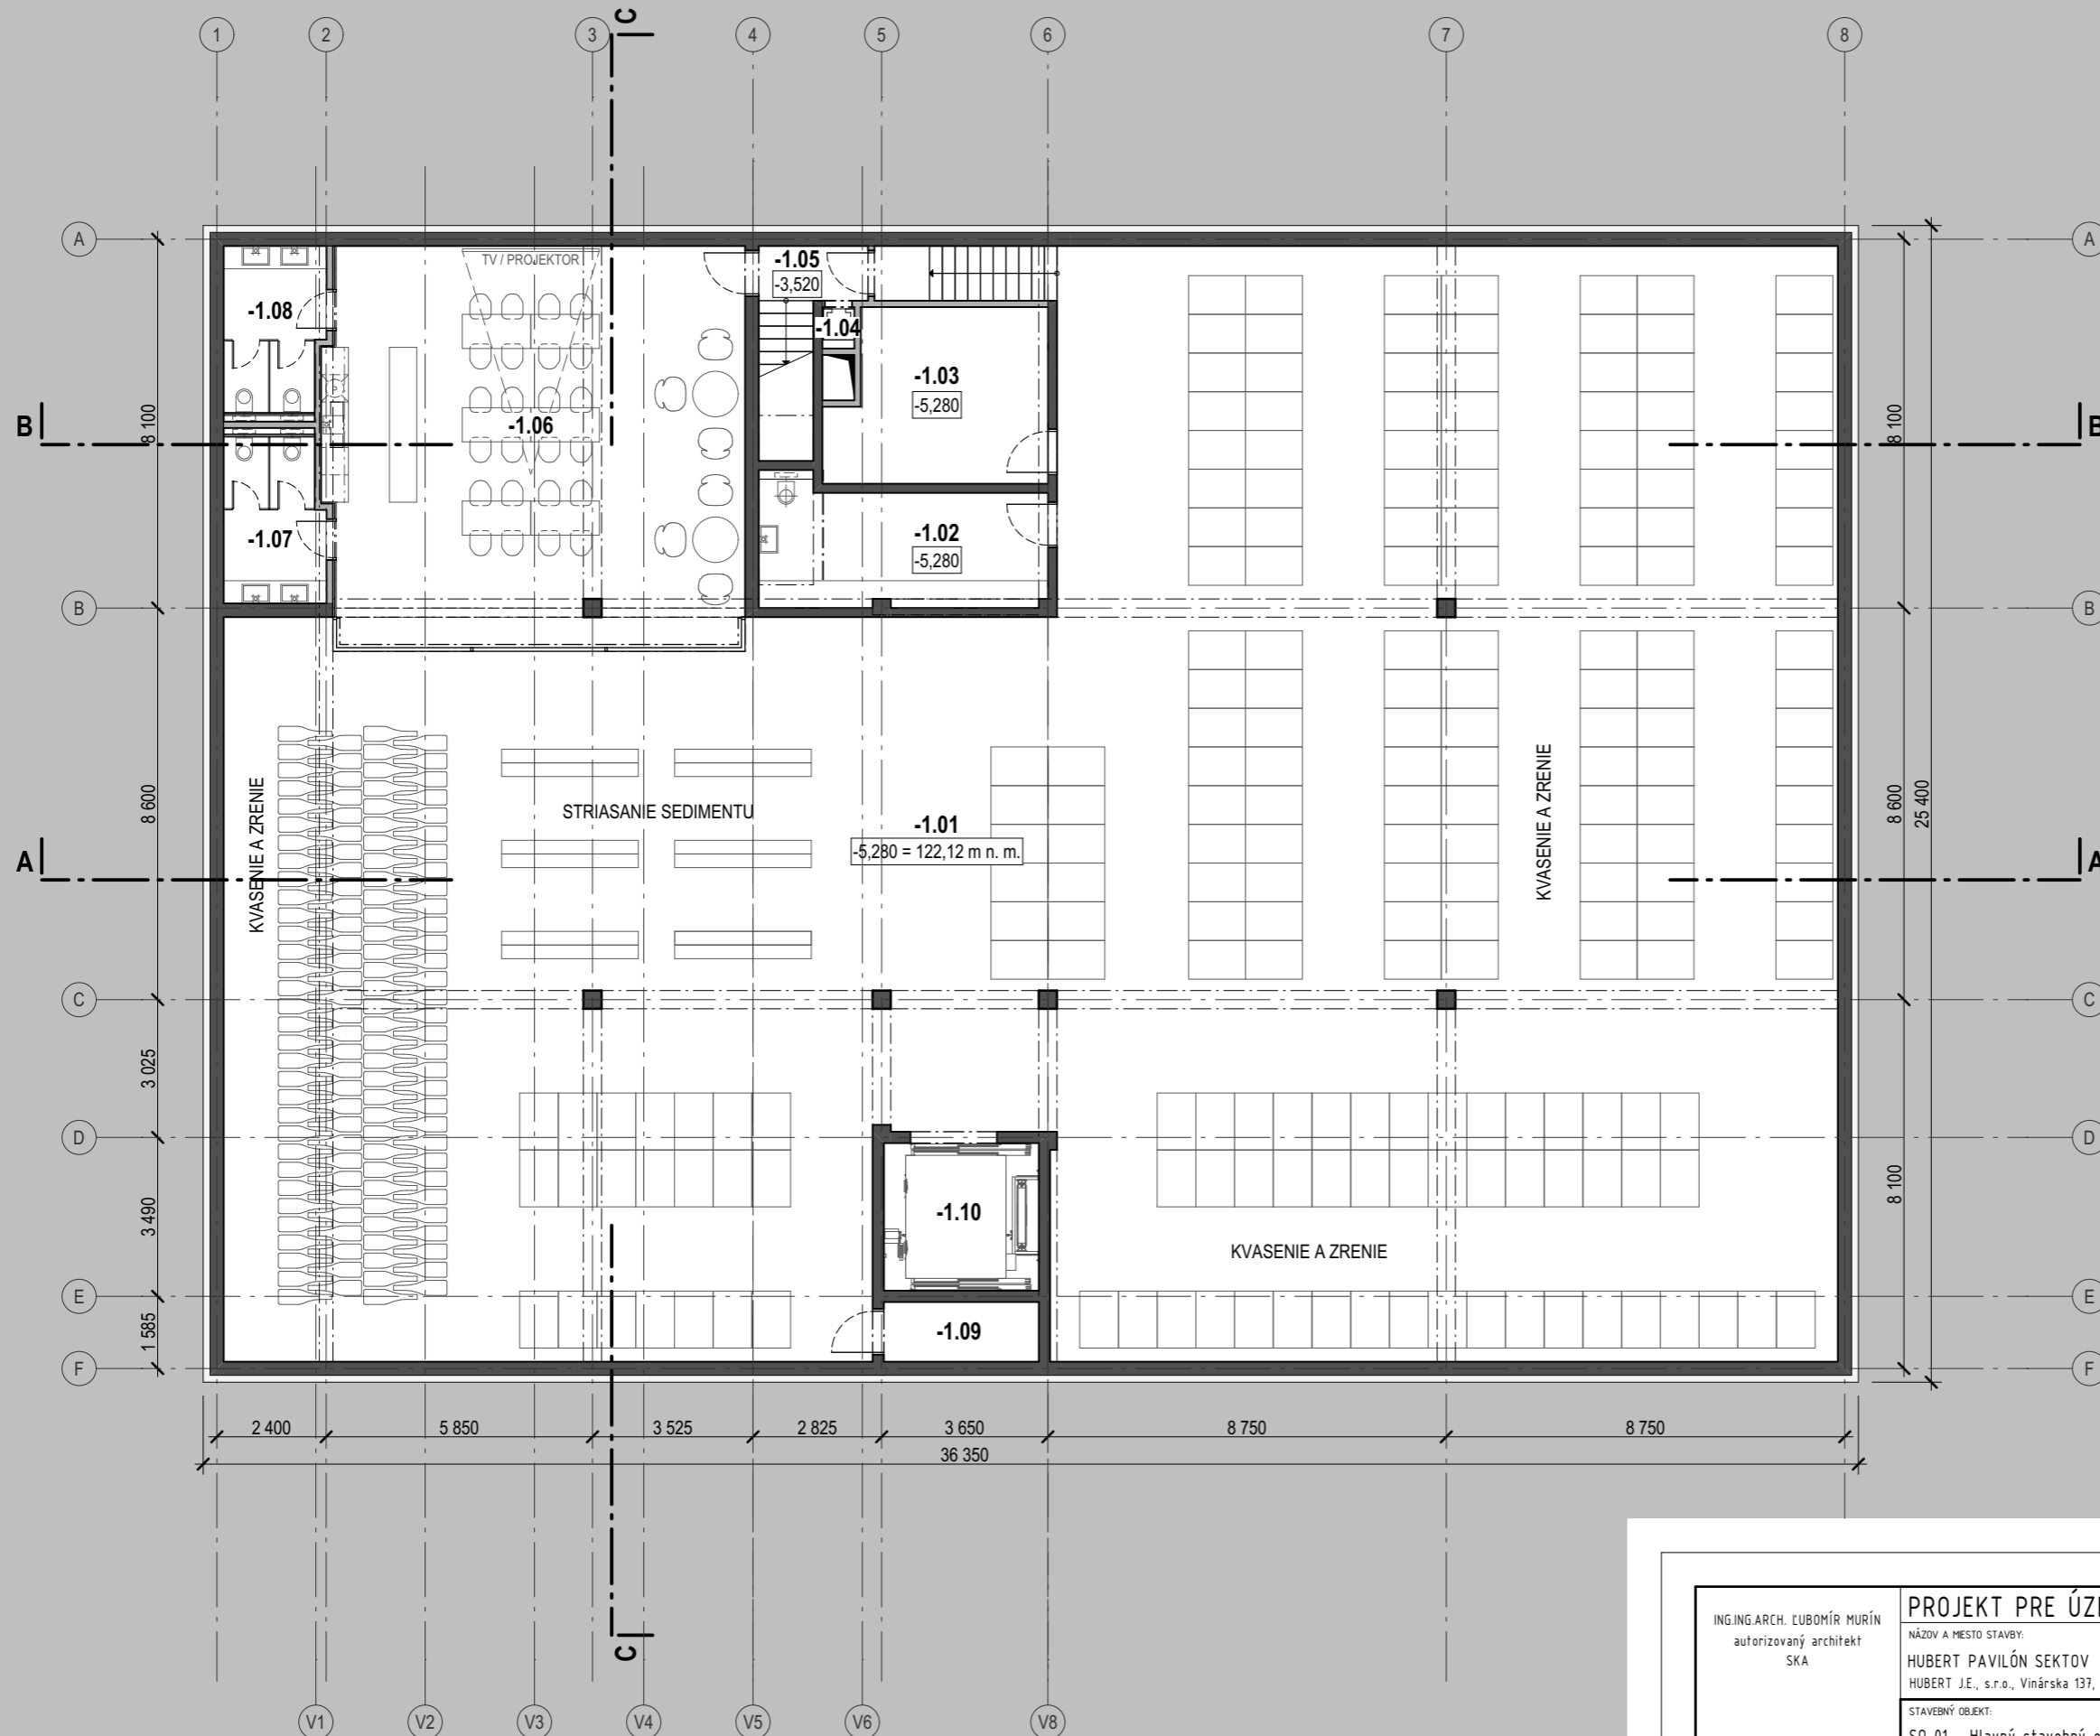 C
1 2 3 4 5 6 7 8
A A
TV / PROJEKTOR
-1.05
-3,520
-1.08
-1.04
-1.03
-5,280
8 100
8 100
-1.06
B B
-1.07
-1.02
-5,280
B B
KVASENIE A ZRENIE
STRIASANIE SEDIMENTU
KVASENIE A ZRENIE
8 600
8 600
25 400
-1.01
-5,280 = 122,12 m n. m.
A A
C C
3 025
D D
3 490
8 100
-1.10
KVASENIE A ZRENIE
E E
1 585
-1.09
F F
2 400 5 850 3 525 2 825 3 650 8 750 8 750
36 350
C
V1 V2 V3 V4 V5 V6 V8
ING.ING.ARCH. ĽUBOMÍR MURÍN
autorizovaný architekt
SKA
PROJEKT PRE
NÁZOV A MIESTO STAVBY:
HUBERT PAVILÓN SEKTOV
HUBERT J.E., s.r.o., Vinárska 137,
STAVEBNÝ OBJEKT:
SO 01 Hlavný stavebný